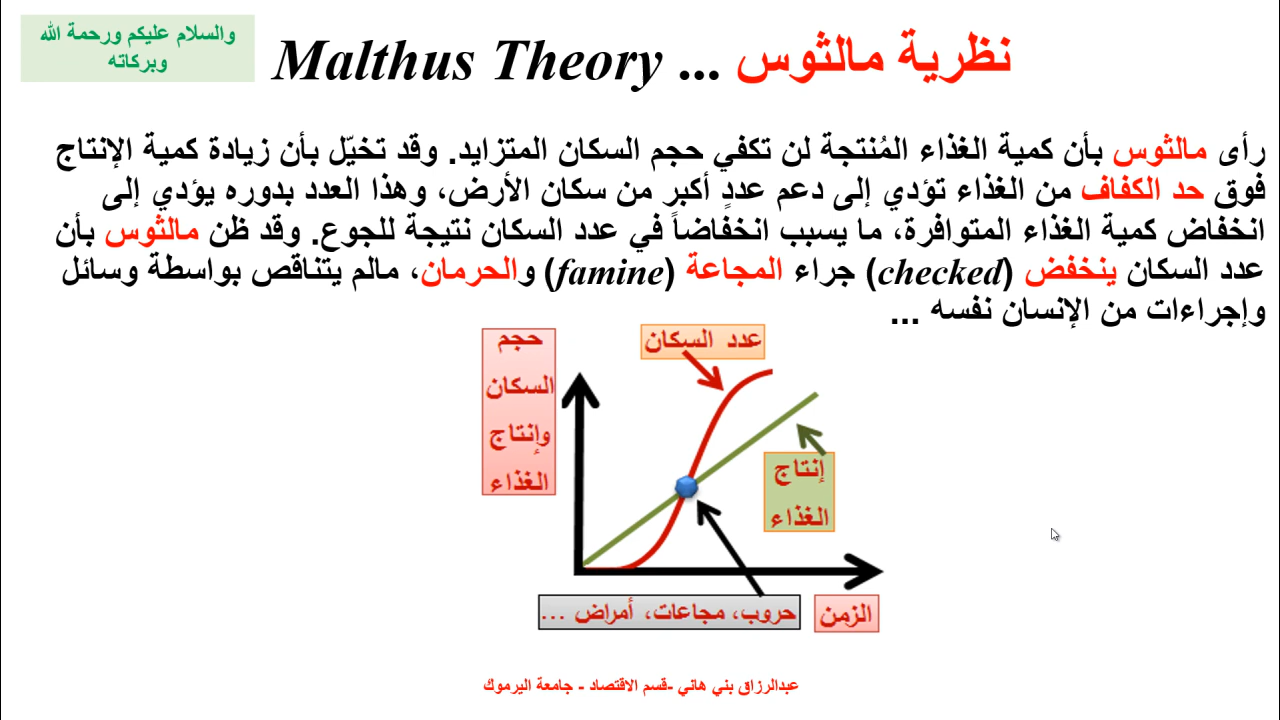 والسلام عليكم ورحمة الله
وبركاته
نظرية مالثوس ... Malthus Theory
رأى مالثوس بأن كمية الغذاء المُنتجة لن تكفي حجم السكان المتزايد. وقد تخيّل بأن زيادة كمية الإنتاج
فوق حد الكفاف من الغذاء تؤدي إلى دعم عددٍ أكبر من سكان الأرض، وهذا العدد بدوره يؤدي إلى
انخفاض كمية الغذاء المتوافرة، ما يسبب انخفاضاً في عدد السكان نتيجة للجوع. وقد ظن مالثوس بأن
عدد السكان ينخفض (checked) جراء المجاعة (famine) والحرمان، مالم يتناقص بواسطة وسائل
وإجراءات من الإنسان نفسه ...
عدد السكان
حجم
السكان
وإنتاج
الغذاء
إنتاج
الغذاء
حروب، مجاعات، أمراض ...
الزمن
عبدالرزاق بني هاني -قسم الاقتصاد - جامعة اليرموك